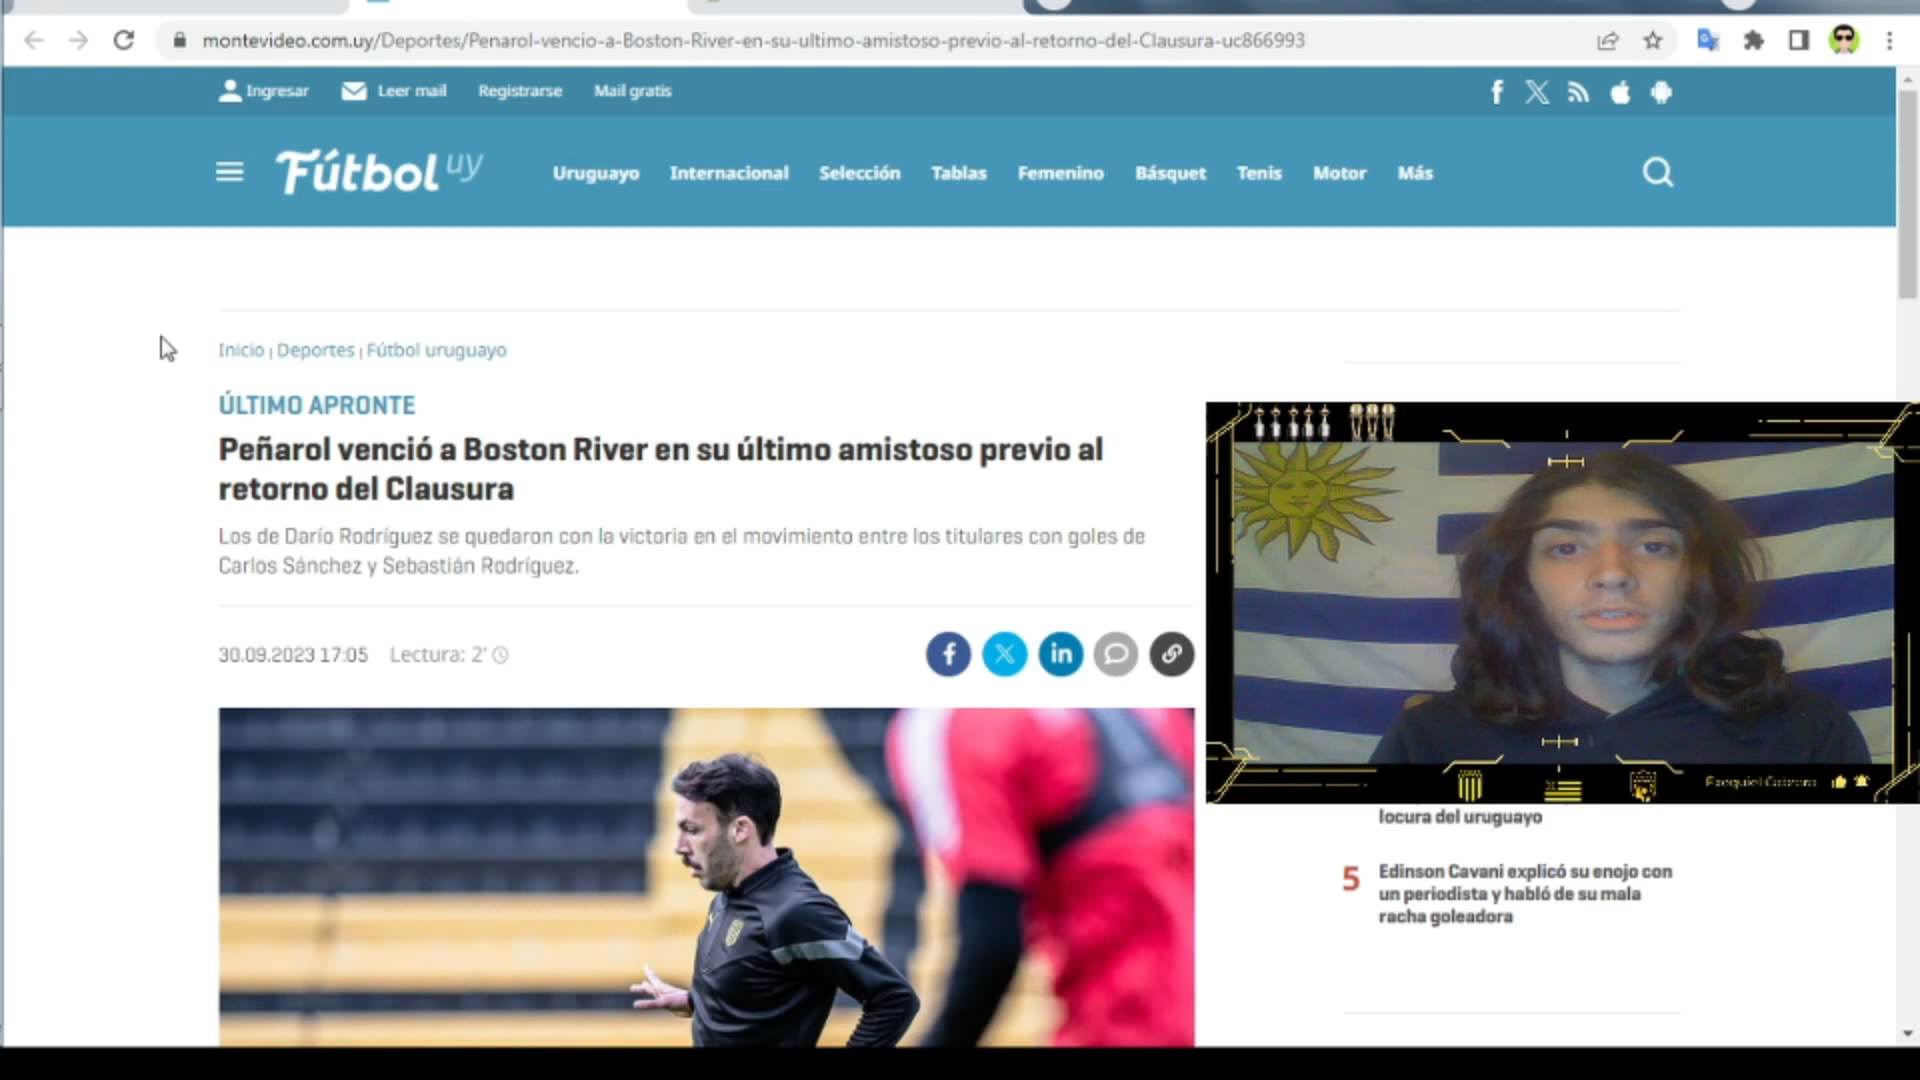 montevideo.com.uy/Deportes/Penarol-vencio-a-Boston-River-en-su-ultimo-amistoso-previo-al-retorno-del-Clausura-uc866993
Ingresar Leer mail Registrarse Mail gratis
Fútbol uy Uruguayo Internacional Selección Tablas Femenino Básquet Tenis Motor Más
Inicio | Deportes | Fútbol uruguayo
ÚLTIMO APRONTE
Peñarol venció a Boston River en su último amistoso previo al
retorno del Clausura
Los de Darío Rodríguez se quedaron con la victoria en el movimiento entre los titulares con goles de
Carlos Sánchez y Sebastián Rodríguez.
30.09.2023 17:05 Lectura: 2'
Ezequiel Cabrera
locura del uruguayo
5 Edinson Cavani explicó su enojo con
un periodista y habló de su mala
racha goleadora